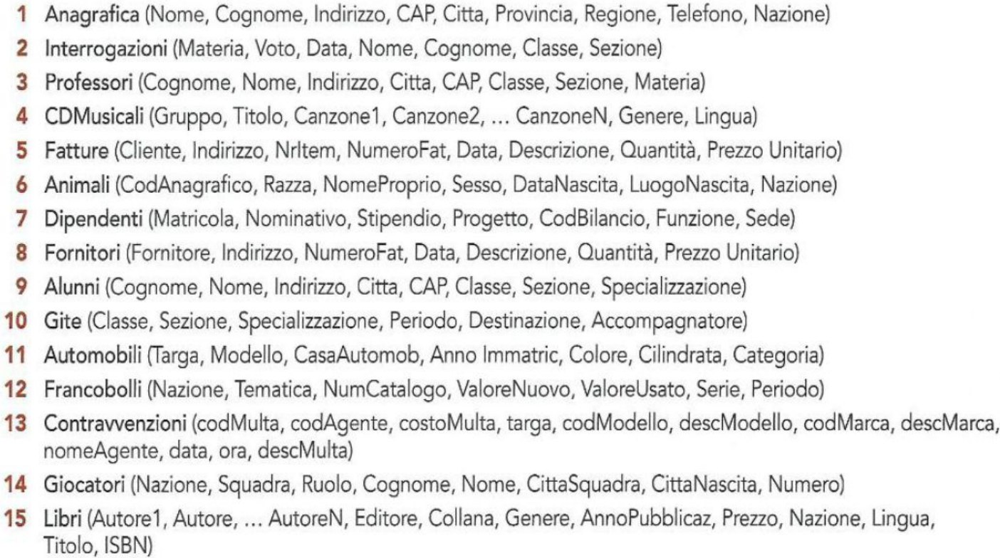 1 Anagrafica (Nome, Cognome, Indirizzo, CAP, Citta, Provincia, Regione, Telefono, Nazione)
2 Interrogazioni (Materia, Voto, Data, Nome, Cognome, Classe, Sezione)
3 Professori (Cognome, Nome, Indirizzo, Citta, CAP, Classe, Sezione, Materia)
4 CDMusicali (Gruppo, Titolo, Canzone1, Canzone2, ... CanzoneN, Genere, Lingua)
5 Fatture (Cliente, Indirizzo, NrItem, NumeroFat, Data, Descrizione, Quantità, Prezzo Unitario)
6 Animali (CodAnagrafico, Razza, NomeProprio, Sesso, DataNascita, LuogoNascita, Nazione)
7 Dipendenti (Matricola, Nominativo, Stipendio, Progetto, CodBilancio, Funzione, Sede)
8 Fornitori (Fornitore, Indirizzo, NumeroFat, Data, Descrizione, Quantità, Prezzo Unitario)
9 Alunni (Cognome, Nome, Indirizzo, Citta, CAP, Classe, Sezione, Specializzazione)
10 Gite (Classe, Sezione, Specializzazione, Periodo, Destinazione, Accompagnatore)
11 Automobili (Targa, Modello, CasaAutomob, Anno Immatric, Colore, Cilindrata, Categoria)
12 Francobolli (Nazione, Tematica, NumCatalogo, ValoreNuovo, ValoreUsato, Serie, Periodo)
13 Contravvenzioni (codMulta, codAgente, costoMulta, targa, codModello, descModello, codMarca, descMarca,
nomeAgente, data, ora, descMulta)
14 Giocatori (Nazione, Squadra, Ruolo, Cognome, Nome, CittaSquadra, CittaNascita, Numero)
15 Libri (Autore1, Autore, ... AutoreN, Editore, Collana, Genere, AnnoPubblicaz, Prezzo, Nazione, Lingua,
Titolo, ISBN)